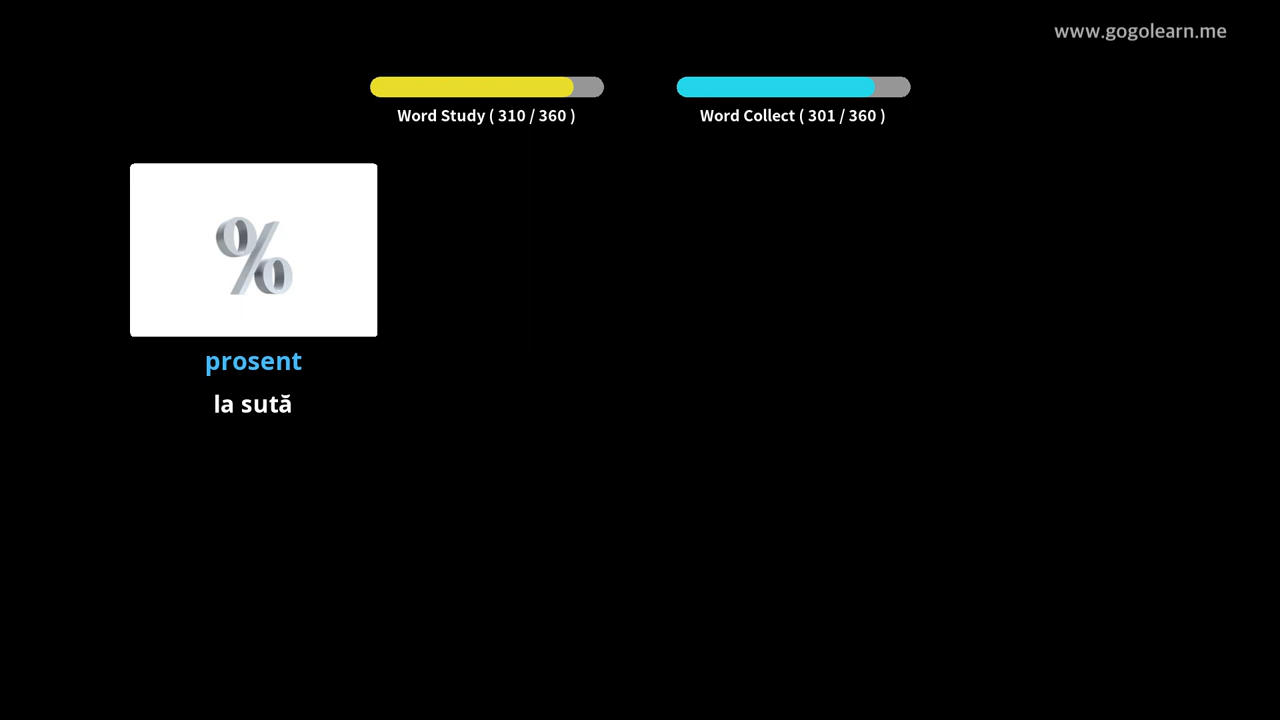 www.gogolearn.me
Word Study ( 310 / 360 )
Word Collect ( 301 / 360 )
%
prosent
la sută